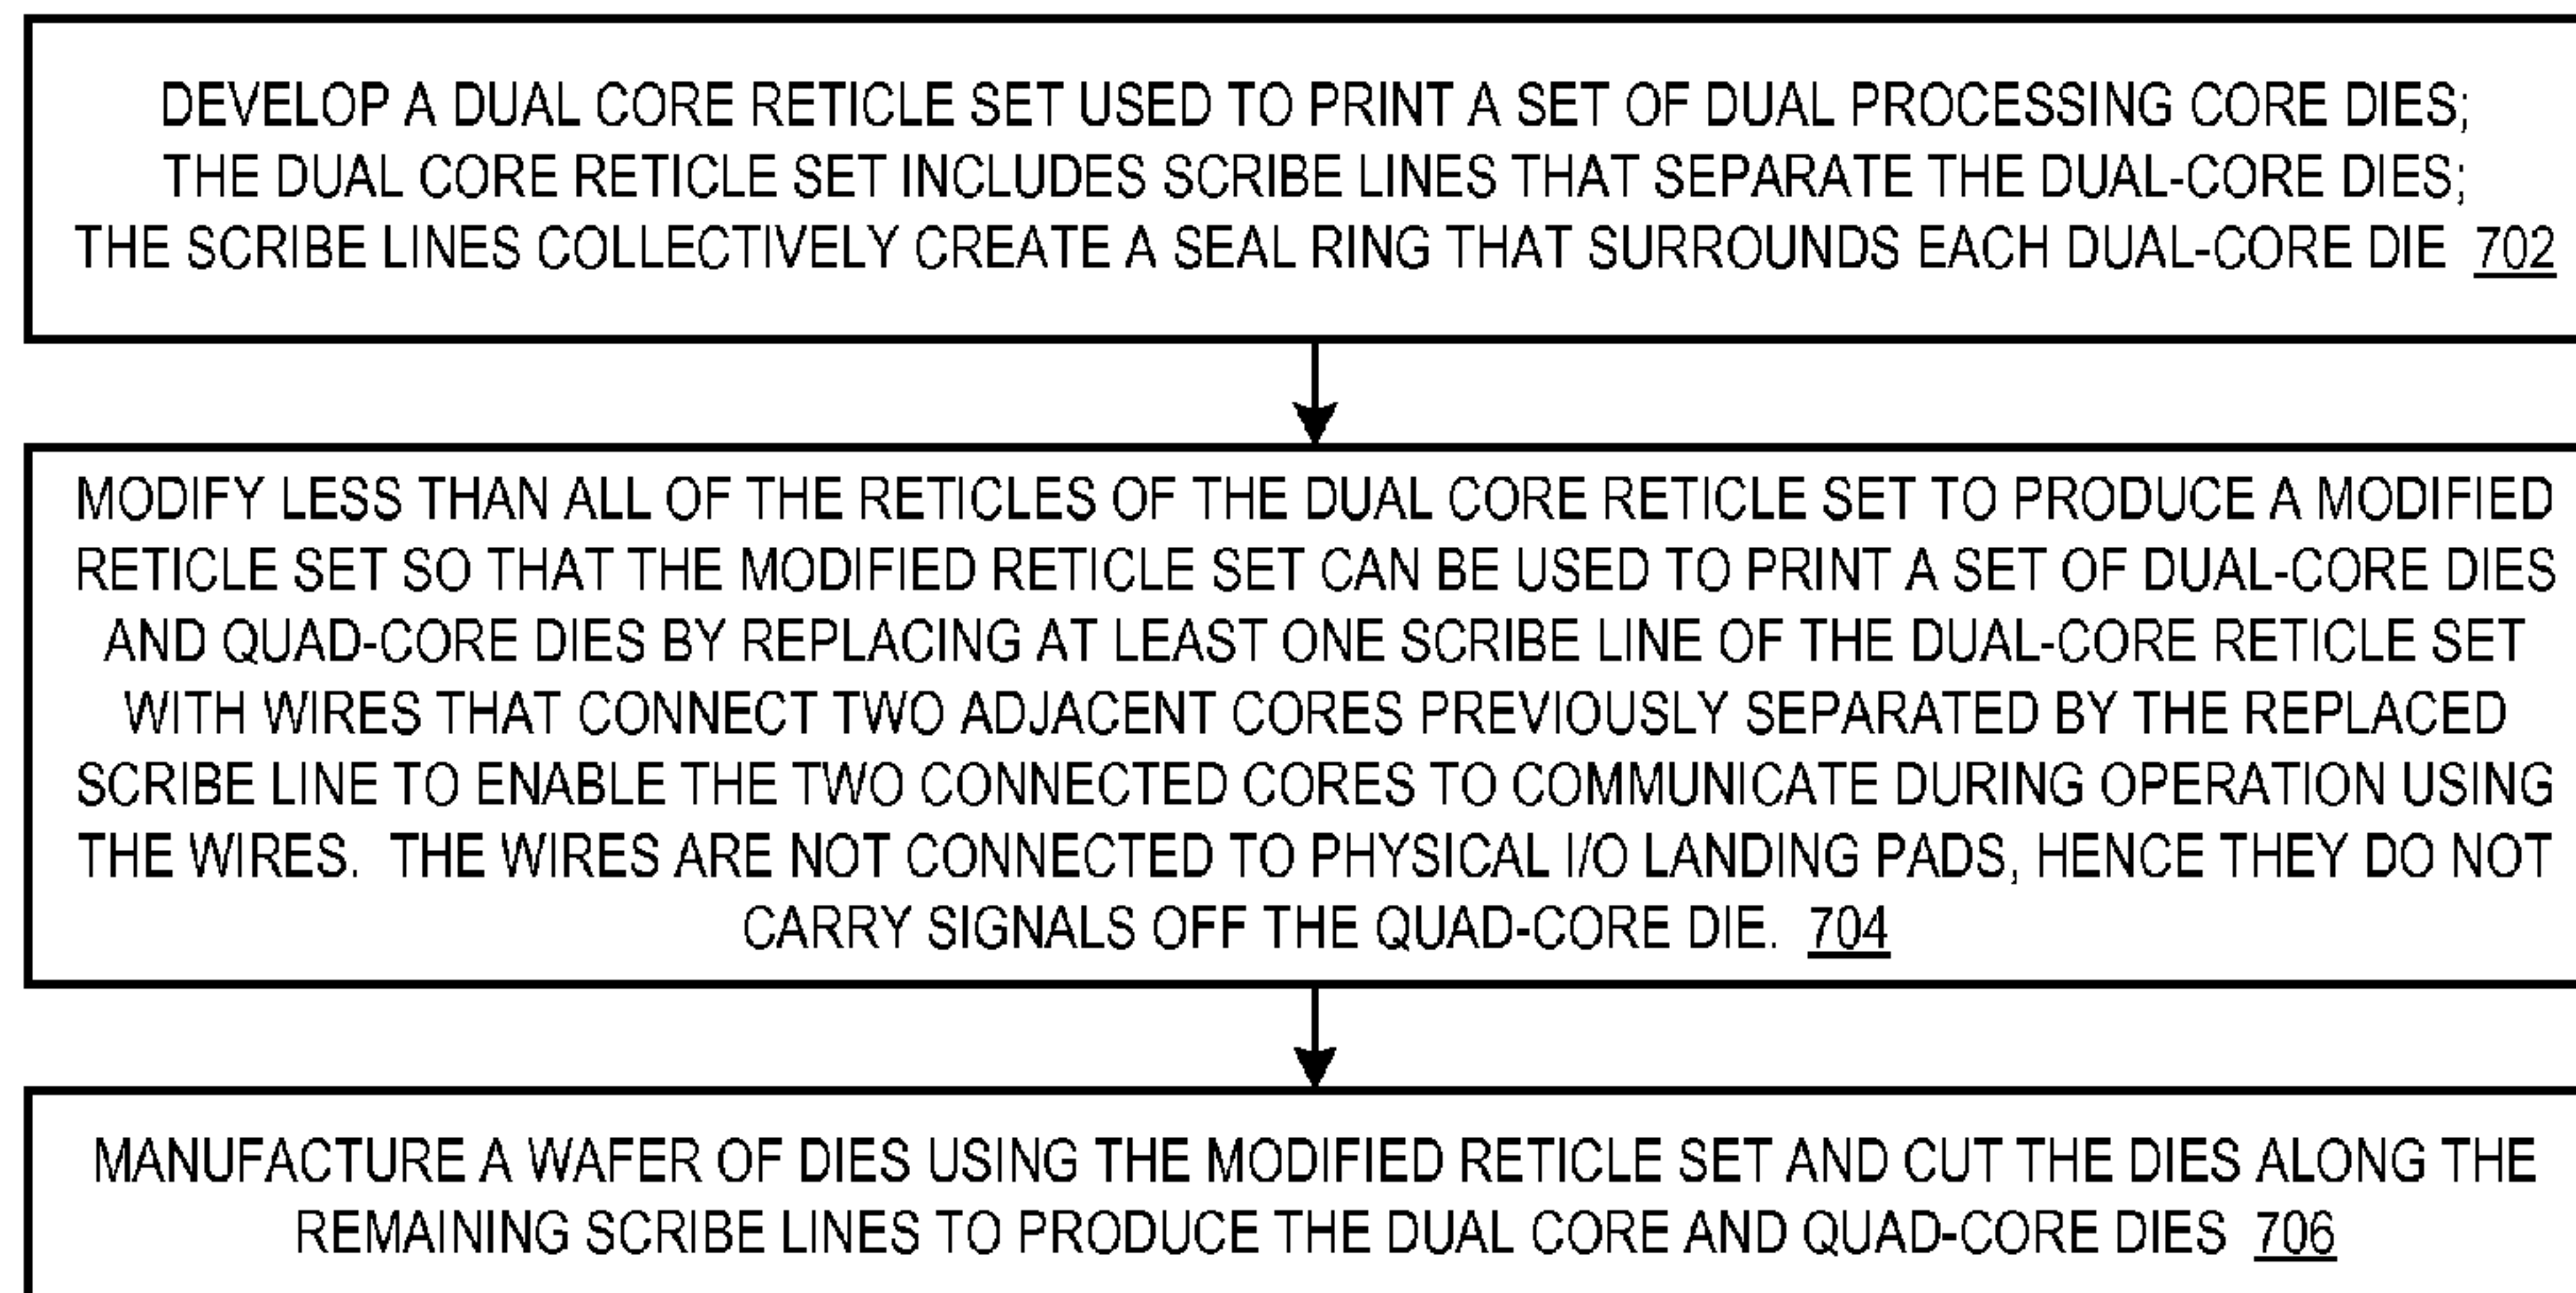 DEVELOP A DUAL CORE RETICLE SET USED TO PRINT A SET OF DUAL PROCESSING CORE DIES;
THE DUAL CORE RETICLE SET INCLUDES SCRIBE LINES THAT SEPARATE THE DUAL-CORE DIES;
THE SCRIBE LINES COLLECTIVELY CREATE A SEAL RING THAT SURROUNDS EACH DUAL-CORE DIE 702
MODIFY LESS THAN ALL OF THE RETICLES OF THE DUAL CORE RETICLE SET TO PRODUCE A MODIFIED
RETICLE SET SO THAT THE MODIFIED RETICLE SET CAN BE USED TO PRINT A SET OF DUAL-CORE DIES
AND QUAD-CORE DIES BY REPLACING AT LEAST ONE SCRIBE LINE OF THE DUAL-CORE RETICLE SET
WITH WIRES THAT CONNECT TWO ADJACENT CORES PREVIOUSLY SEPARATED BY THE REPLACED
SCRIBE LINE TO ENABLE THE TWO CONNECTED CORES TO COMMUNICATE DURING OPERATION USING
THE WIRES. THE WIRES ARE NOT CONNECTED TO PHYSICAL I/O LANDING PADS, HENCE THEY DO NOT
CARRY SIGNALS OFF THE QUAD-CORE DIE. 704
MANUFACTURE A WAFER OF DIES USING THE MODIFIED RETICLE SET AND CUT THE DIES ALONG THE
REMAINING SCRIBE LINES TO PRODUCE THE DUAL CORE AND QUAD-CORE DIES 706